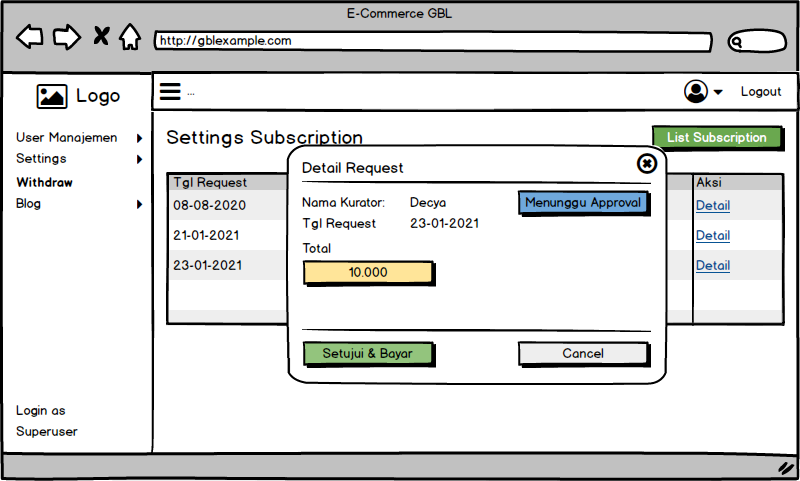 E-Commerce GBL
http://gblexample.com
Logo
...
Logout
User Manajemen
Settings
Withdraw
Blog
Login as
Superuser
Settings Subscription
List Subscription
Tgl Request
Aksi
08-08-2020
Detail
21-01-2021
Detail
23-01-2021
Detail
Detail Request
Nama Kurator:
Decya
Menunggu Approval
Tgl Request
23-01-2021
Total
10.000
Setujui & Bayar
Cancel